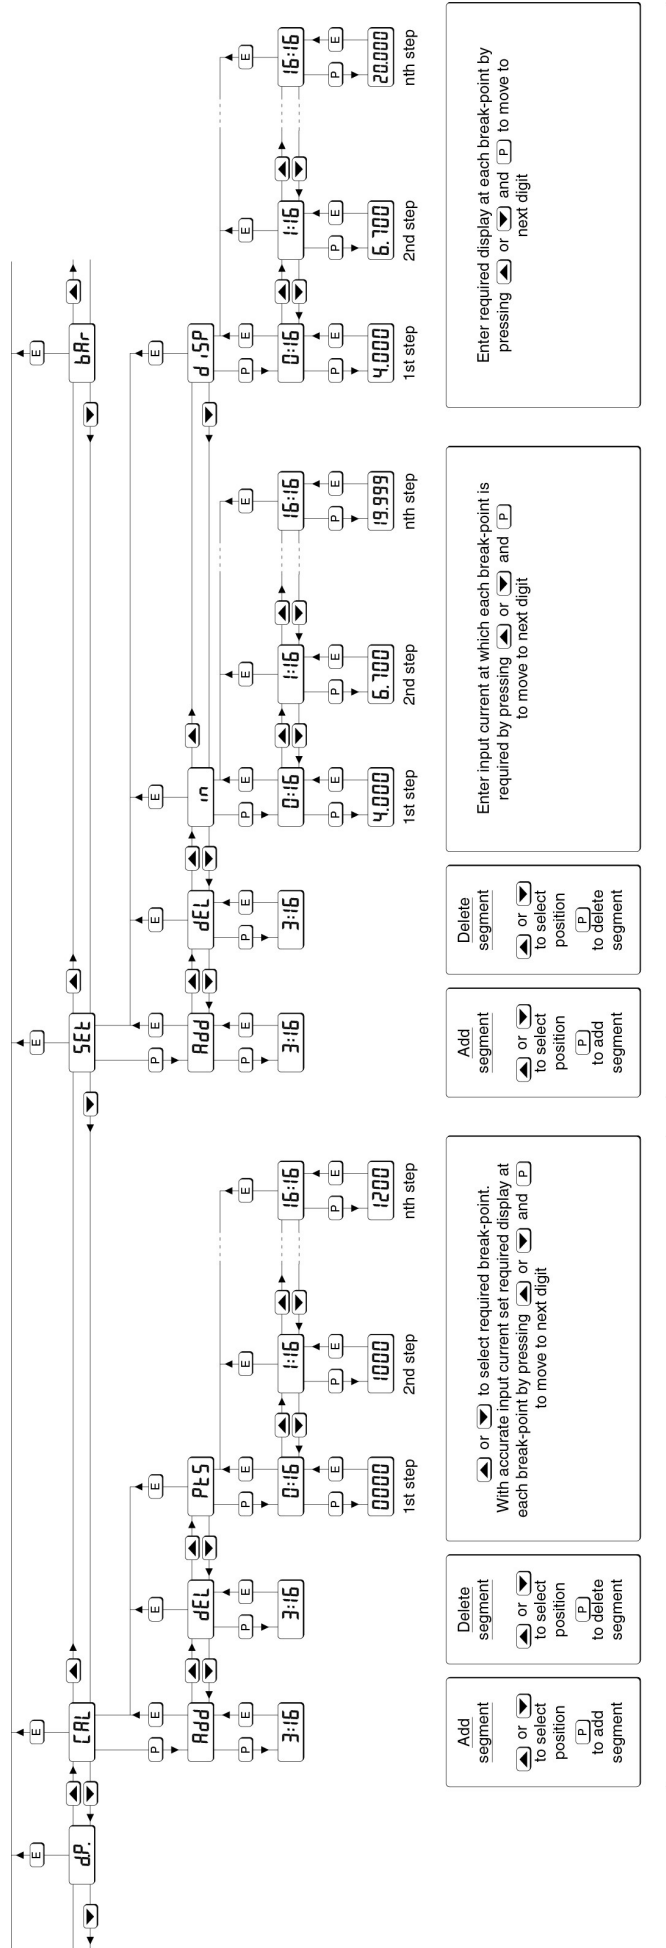 E E E E
d.P. CAL SEt bAr
P E E E P E E E E
Add dEL PtS Add dEL in diSP
P E P E P E E E P E P E P E E E P E E E
3:16 3:16 0:16 1:16 16:16 3:16 3:16 0:16 1:16 16:16 0:16 1:16 16:16
P E P E P E P E P E P E P E P E P E
0000 1000 1200 4.000 6.700 19.999 4.000 6.700 20.000
1st step 2nd step nth step 1st step 2nd step nth step 1st step 2nd step nth step
Add
segment
▲ or ▼
to select
position
P
to add
segment
Delete
segment
▲ or ▼
to select
position
P
to delete
segment
▲ or ▼ to select required break-point.
With accurate input current set required display at
each break-point by pressing ▲ or ▼ and P
to move to next digit
Add
segment
▲ or ▼
to select
position
P
to add
segment
Delete
segment
▲ or ▼
to select
position
P
to delete
segment
Enter input current at which each break-point is
required by pressing ▲ or ▼ and P
to move to next digit
Enter required display at each break-point by
pressing ▲ or ▼ and P to move to
next digit